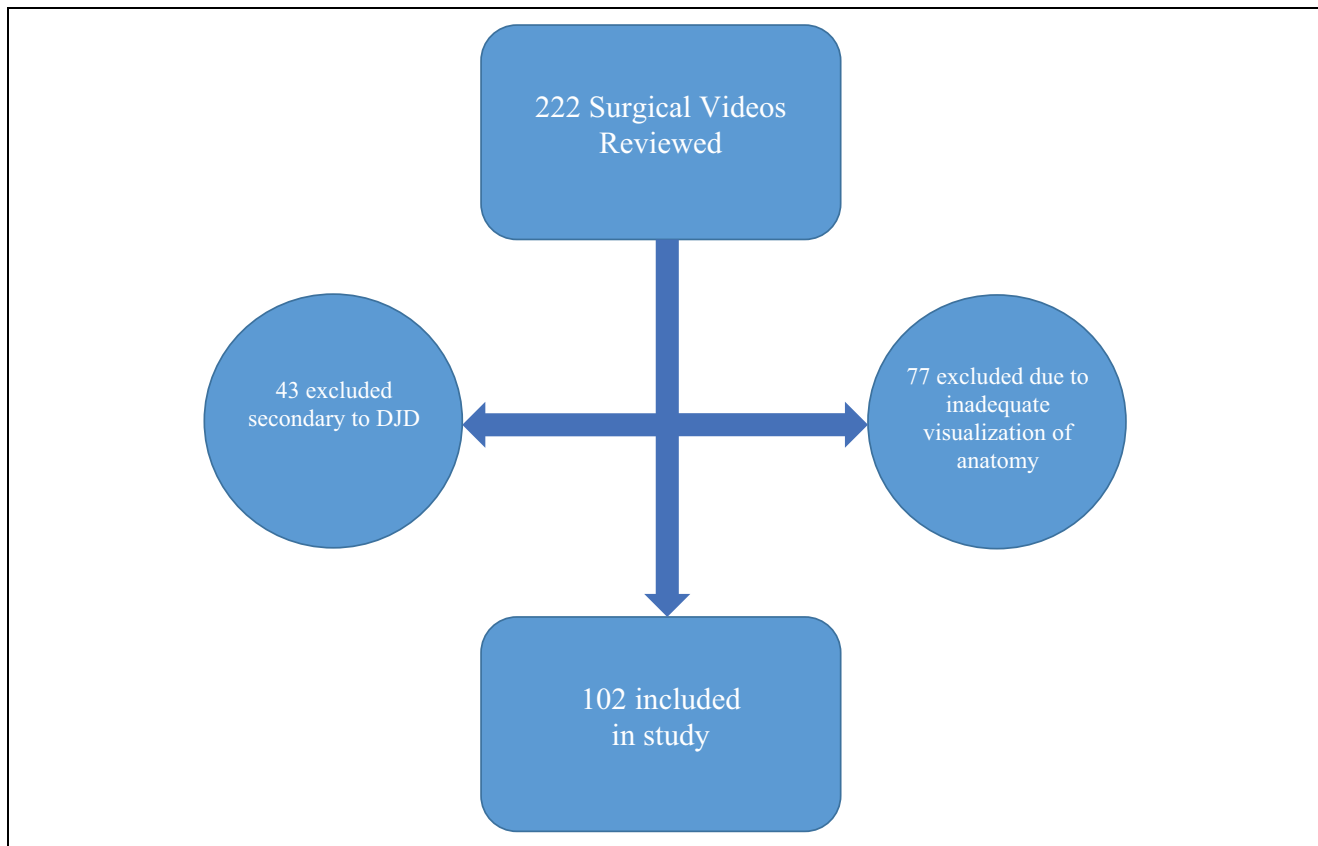 222 Surgical Videos
Reviewed
43 excluded
secondary to DJD
77 excluded due to
inadequate
visualization of
anatomy
102 included
in study